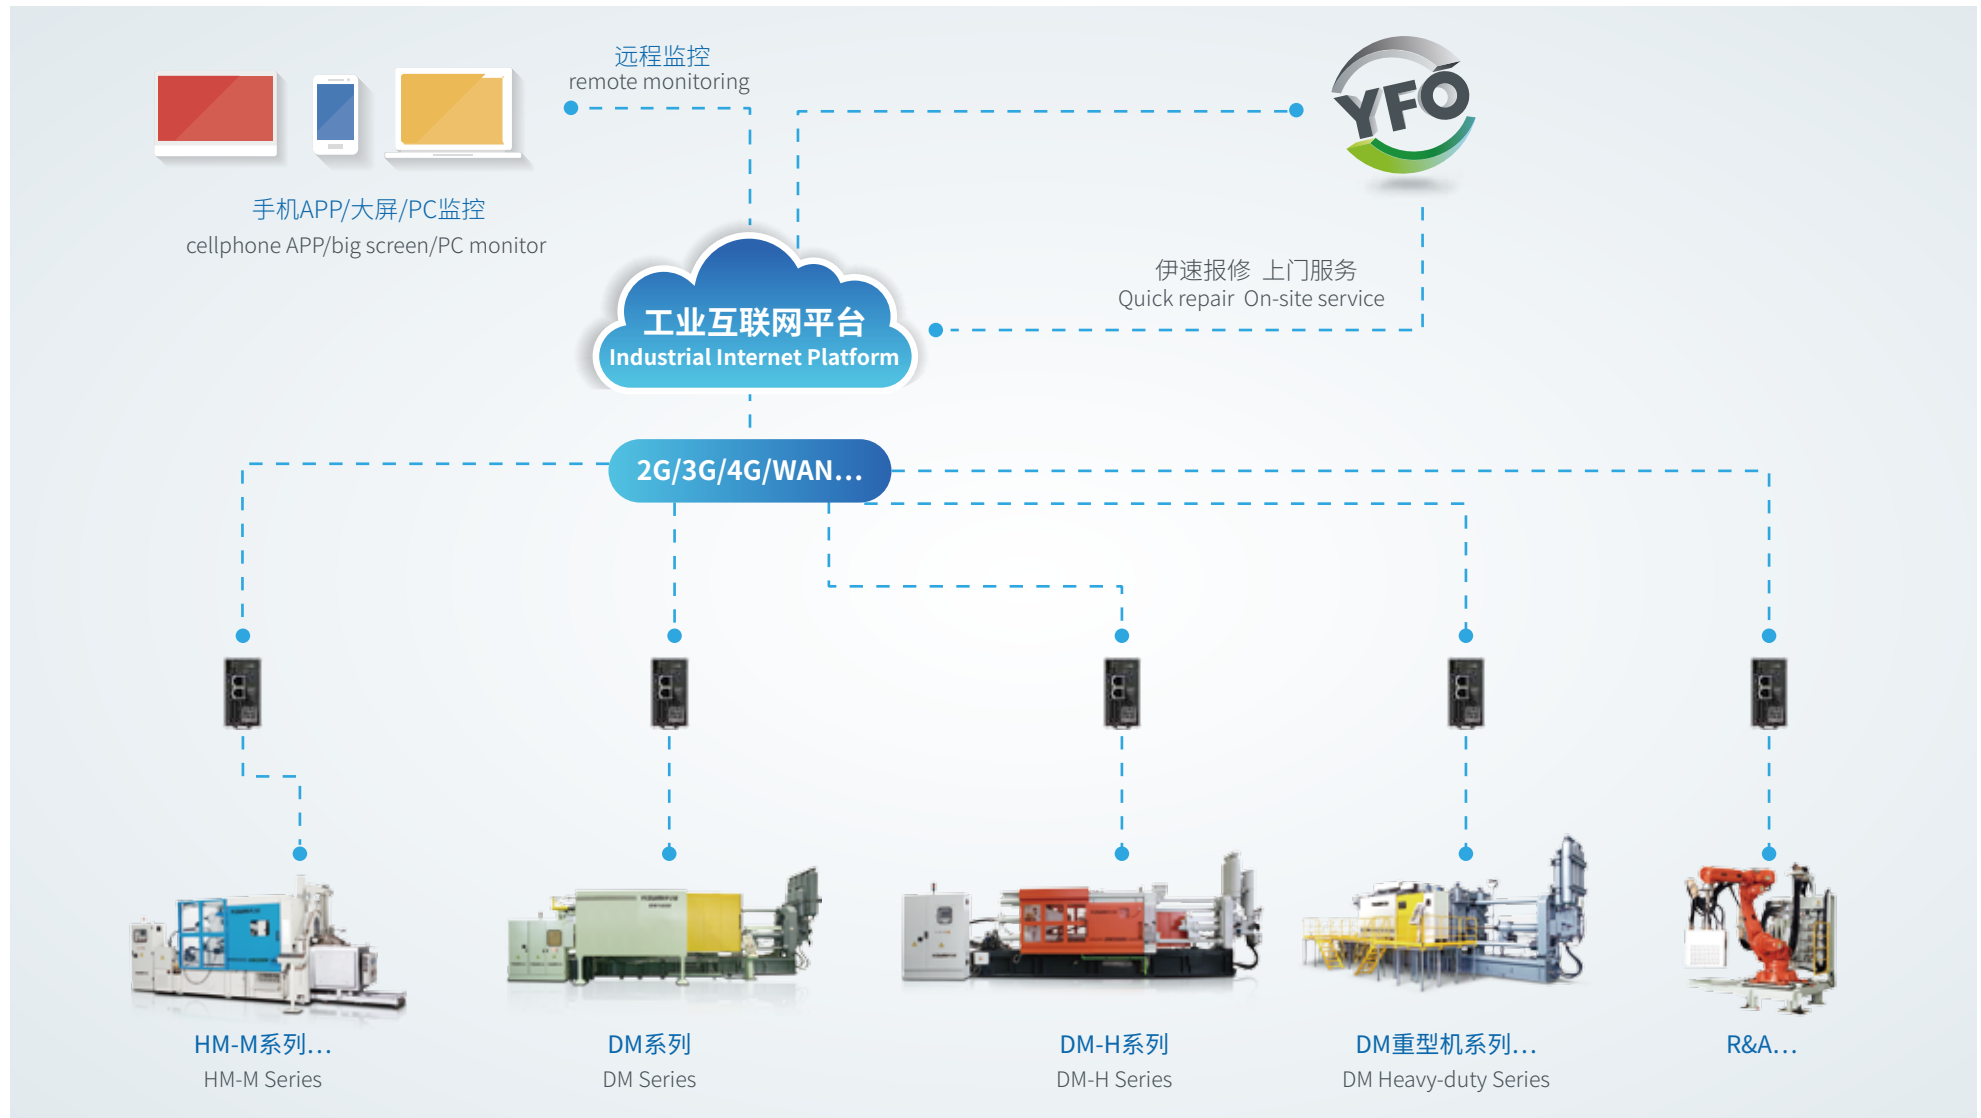 远程监控
remote monitoring
YFO
手机APP/大屏/PC监控
cellphone APP/big screen/PC monitor
伊速报修 上门服务
Quick repair On-site service
工业互联网平台
Industrial Internet Platform
2G/3G/4G/WAN...
HM-M系列...
HM-M Series
DM系列
DM Series
DM-H系列
DM-H Series
DM重型机系列...
DM Heavy-duty Series
R&A...